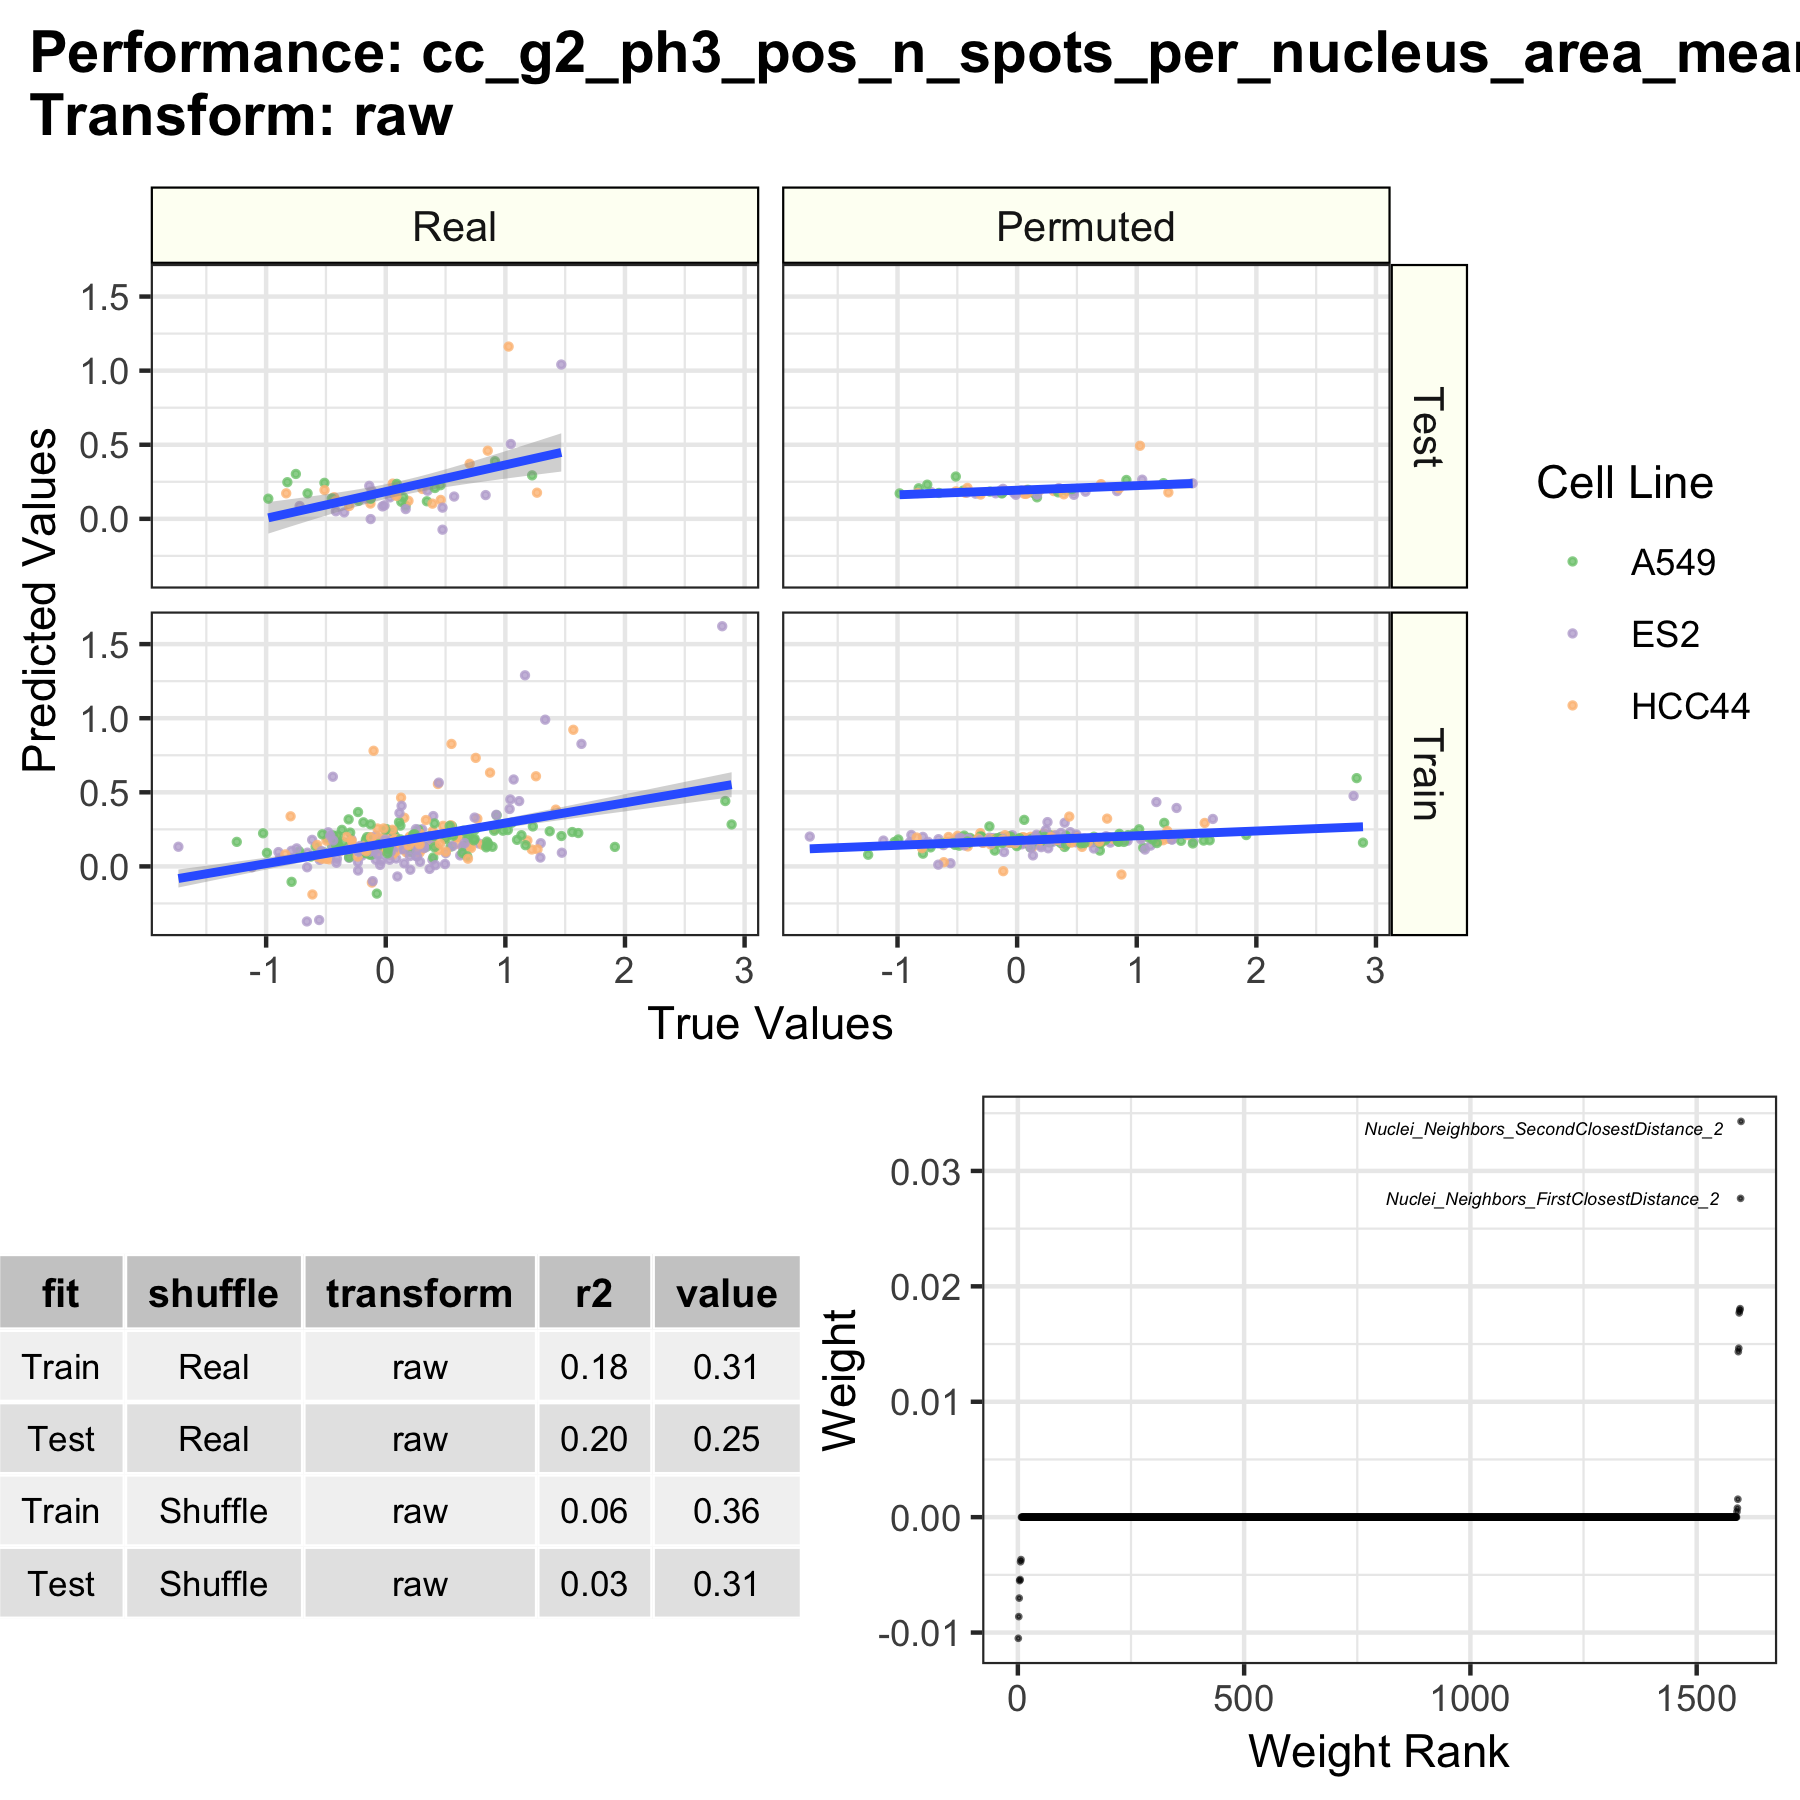 Performance: cc_g2_ph3_pos_n_spots_per_nucleus_area_mea
Transform: raw
Real Permuted
1.5
1.0
0.5
0.0
Test
1.5
1.0
0.5
0.0
Train
Predicted Values
-1 0 1 2 3 -1 0 1 2 3
True Values
Cell Line
A549
ES2
HCC44
fit shuffle transform r2 value
Train Real raw 0.18 0.31
Test Real raw 0.20 0.25
Train Shuffle raw 0.06 0.36
Test Shuffle raw 0.03 0.31
Weight
0.03
0.02
0.01
0.00
-0.01
Nuclei_Neighbors_SecondClosestDistance_2
Nuclei_Neighbors_FirstClosestDistance_2
0 500 1000 1500
Weight Rank